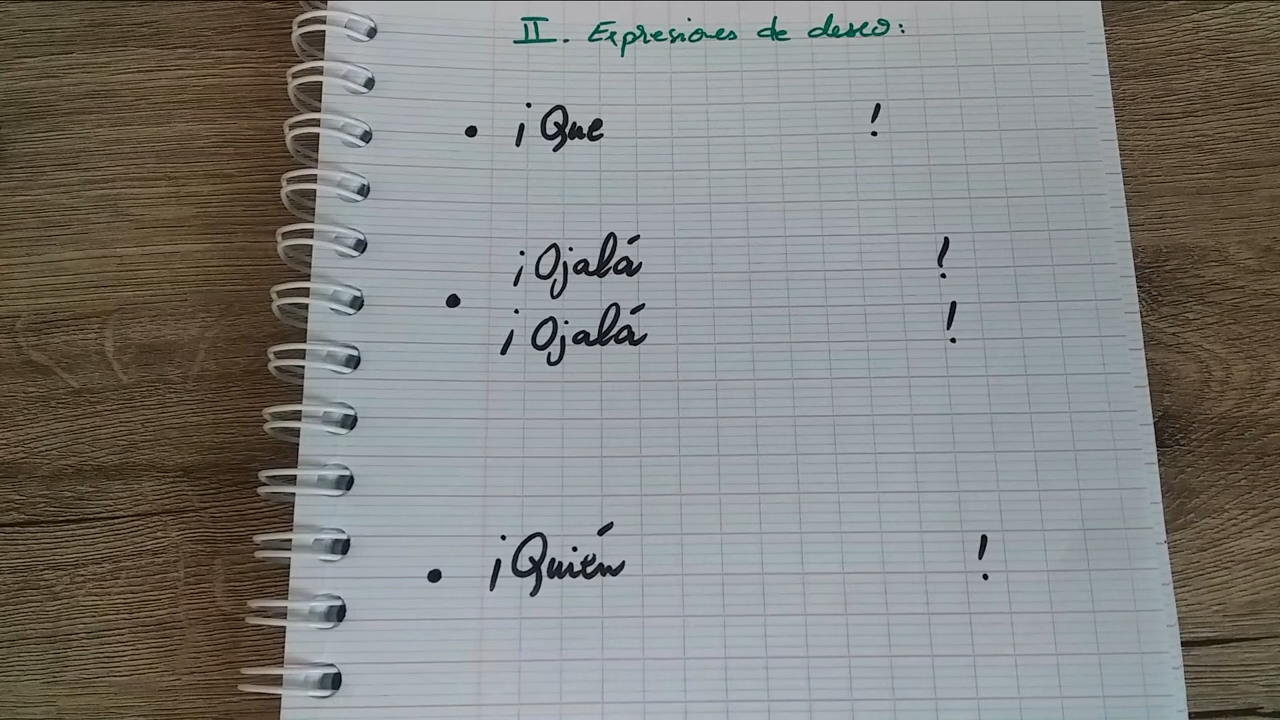 II. Expresiones de deseo:
• ¡Que !
¡Ojalá !
• ¡Ojalá !
• ¡Quién !